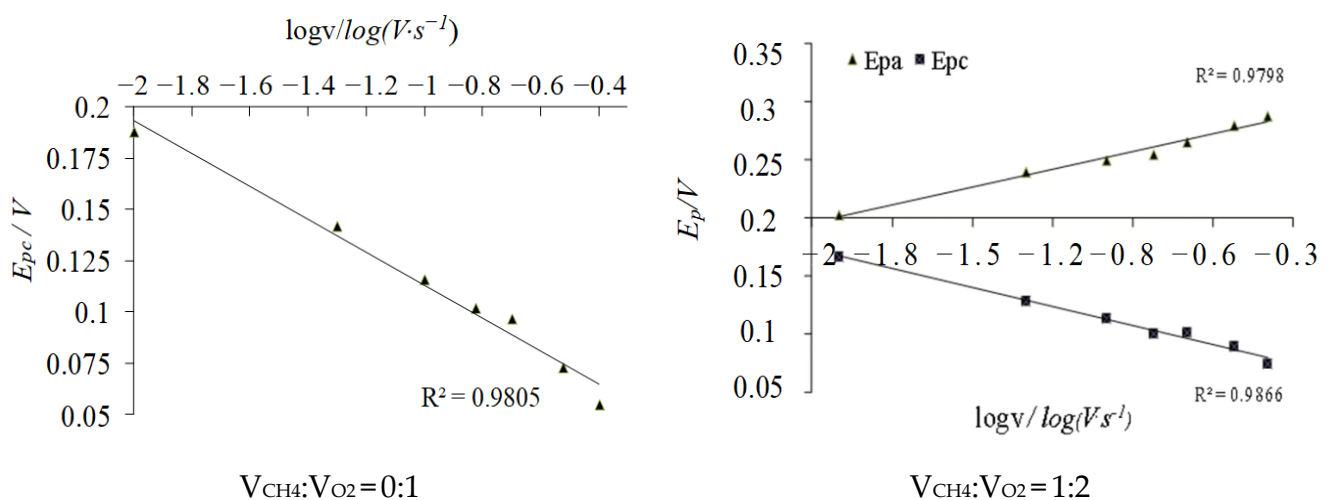 logv/log(V·s⁻¹)
−2 −1.8 −1.6 −1.4 −1.2 −1 −0.8 −0.6 −0.4
0.2
0.175
0.15
0.125
0.1
0.075
0.05
Epc / V
R² = 0.9805
VCH4:VO2 = 0:1
0.35
Epa Epc
R² = 0.9798
0.3
0.25
0.2
−2 −1.8 −1.5 −1.2 −0.9 −0.6 −0.3
0.15
0.1
0.05
Ep/V
R² = 0.9866
logv/ log(V·s⁻¹)
VCH4:VO2 = 1:2